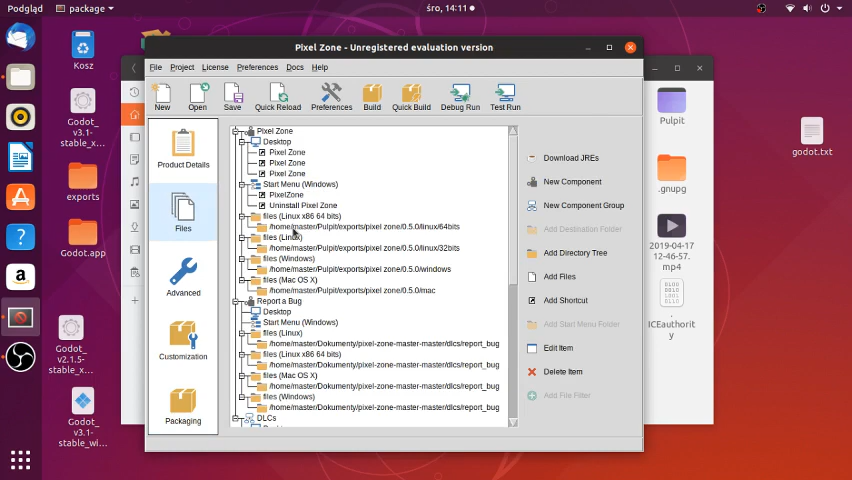 Podgląd
package
śro, 14:11
Kosz
Godot_
v3.1-
stable_x...
exports
Godot.app
Godot_
v2.1.5-
stable_x...
Godot_
v3.1-
stable_wi...
Pixel Zone - Unregistered evaluation version
File Project License Preferences Docs Help
New Open Save Quick Reload Preferences Build Quick Build Debug Run Test Run
Product Details
Files
Advanced
Customization
Packaging
Pixel Zone
Desktop
Pixel Zone
Pixel Zone
Pixel Zone
Start Menu (Windows)
PixelZone
Uninstall Pixel Zone
files (Linux x86 64 bits)
/home/master/Pulpit/exports/pixel zone/0.5.0/linux/64bits
files (Linux)
/home/master/Pulpit/exports/pixel zone/0.5.0/linux/32bits
files (Windows)
/home/master/Pulpit/exports/pixel zone/0.5.0/windows
files (Mac OS X)
/home/master/Pulpit/exports/pixel zone/0.5.0/mac
Report a Bug
Desktop
Start Menu (Windows)
files (Linux)
/home/master/Dokumenty/pixel-zone-master-master/dlcs/report_bug
files (Linux x86 64 bits)
/home/master/Dokumenty/pixel-zone-master-master/dlcs/report_bug
files (Mac OS X)
/home/master/Dokumenty/pixel-zone-master-master/dlcs/report_bug
files (Windows)
/home/master/Dokumenty/pixel-zone-master-master/dlcs/report_bug
DLCs
Download JREs
New Component
New Component Group
Add Destination Folder
Add Directory Tree
Add Files
Add Shortcut
Add Start Menu Folder
Edit Item
Delete Item
Add File Filter
Pulpit
.gnupg
2019-04-17
12-46-57.
mp4
.
ICEauthorit
y
godot.txt